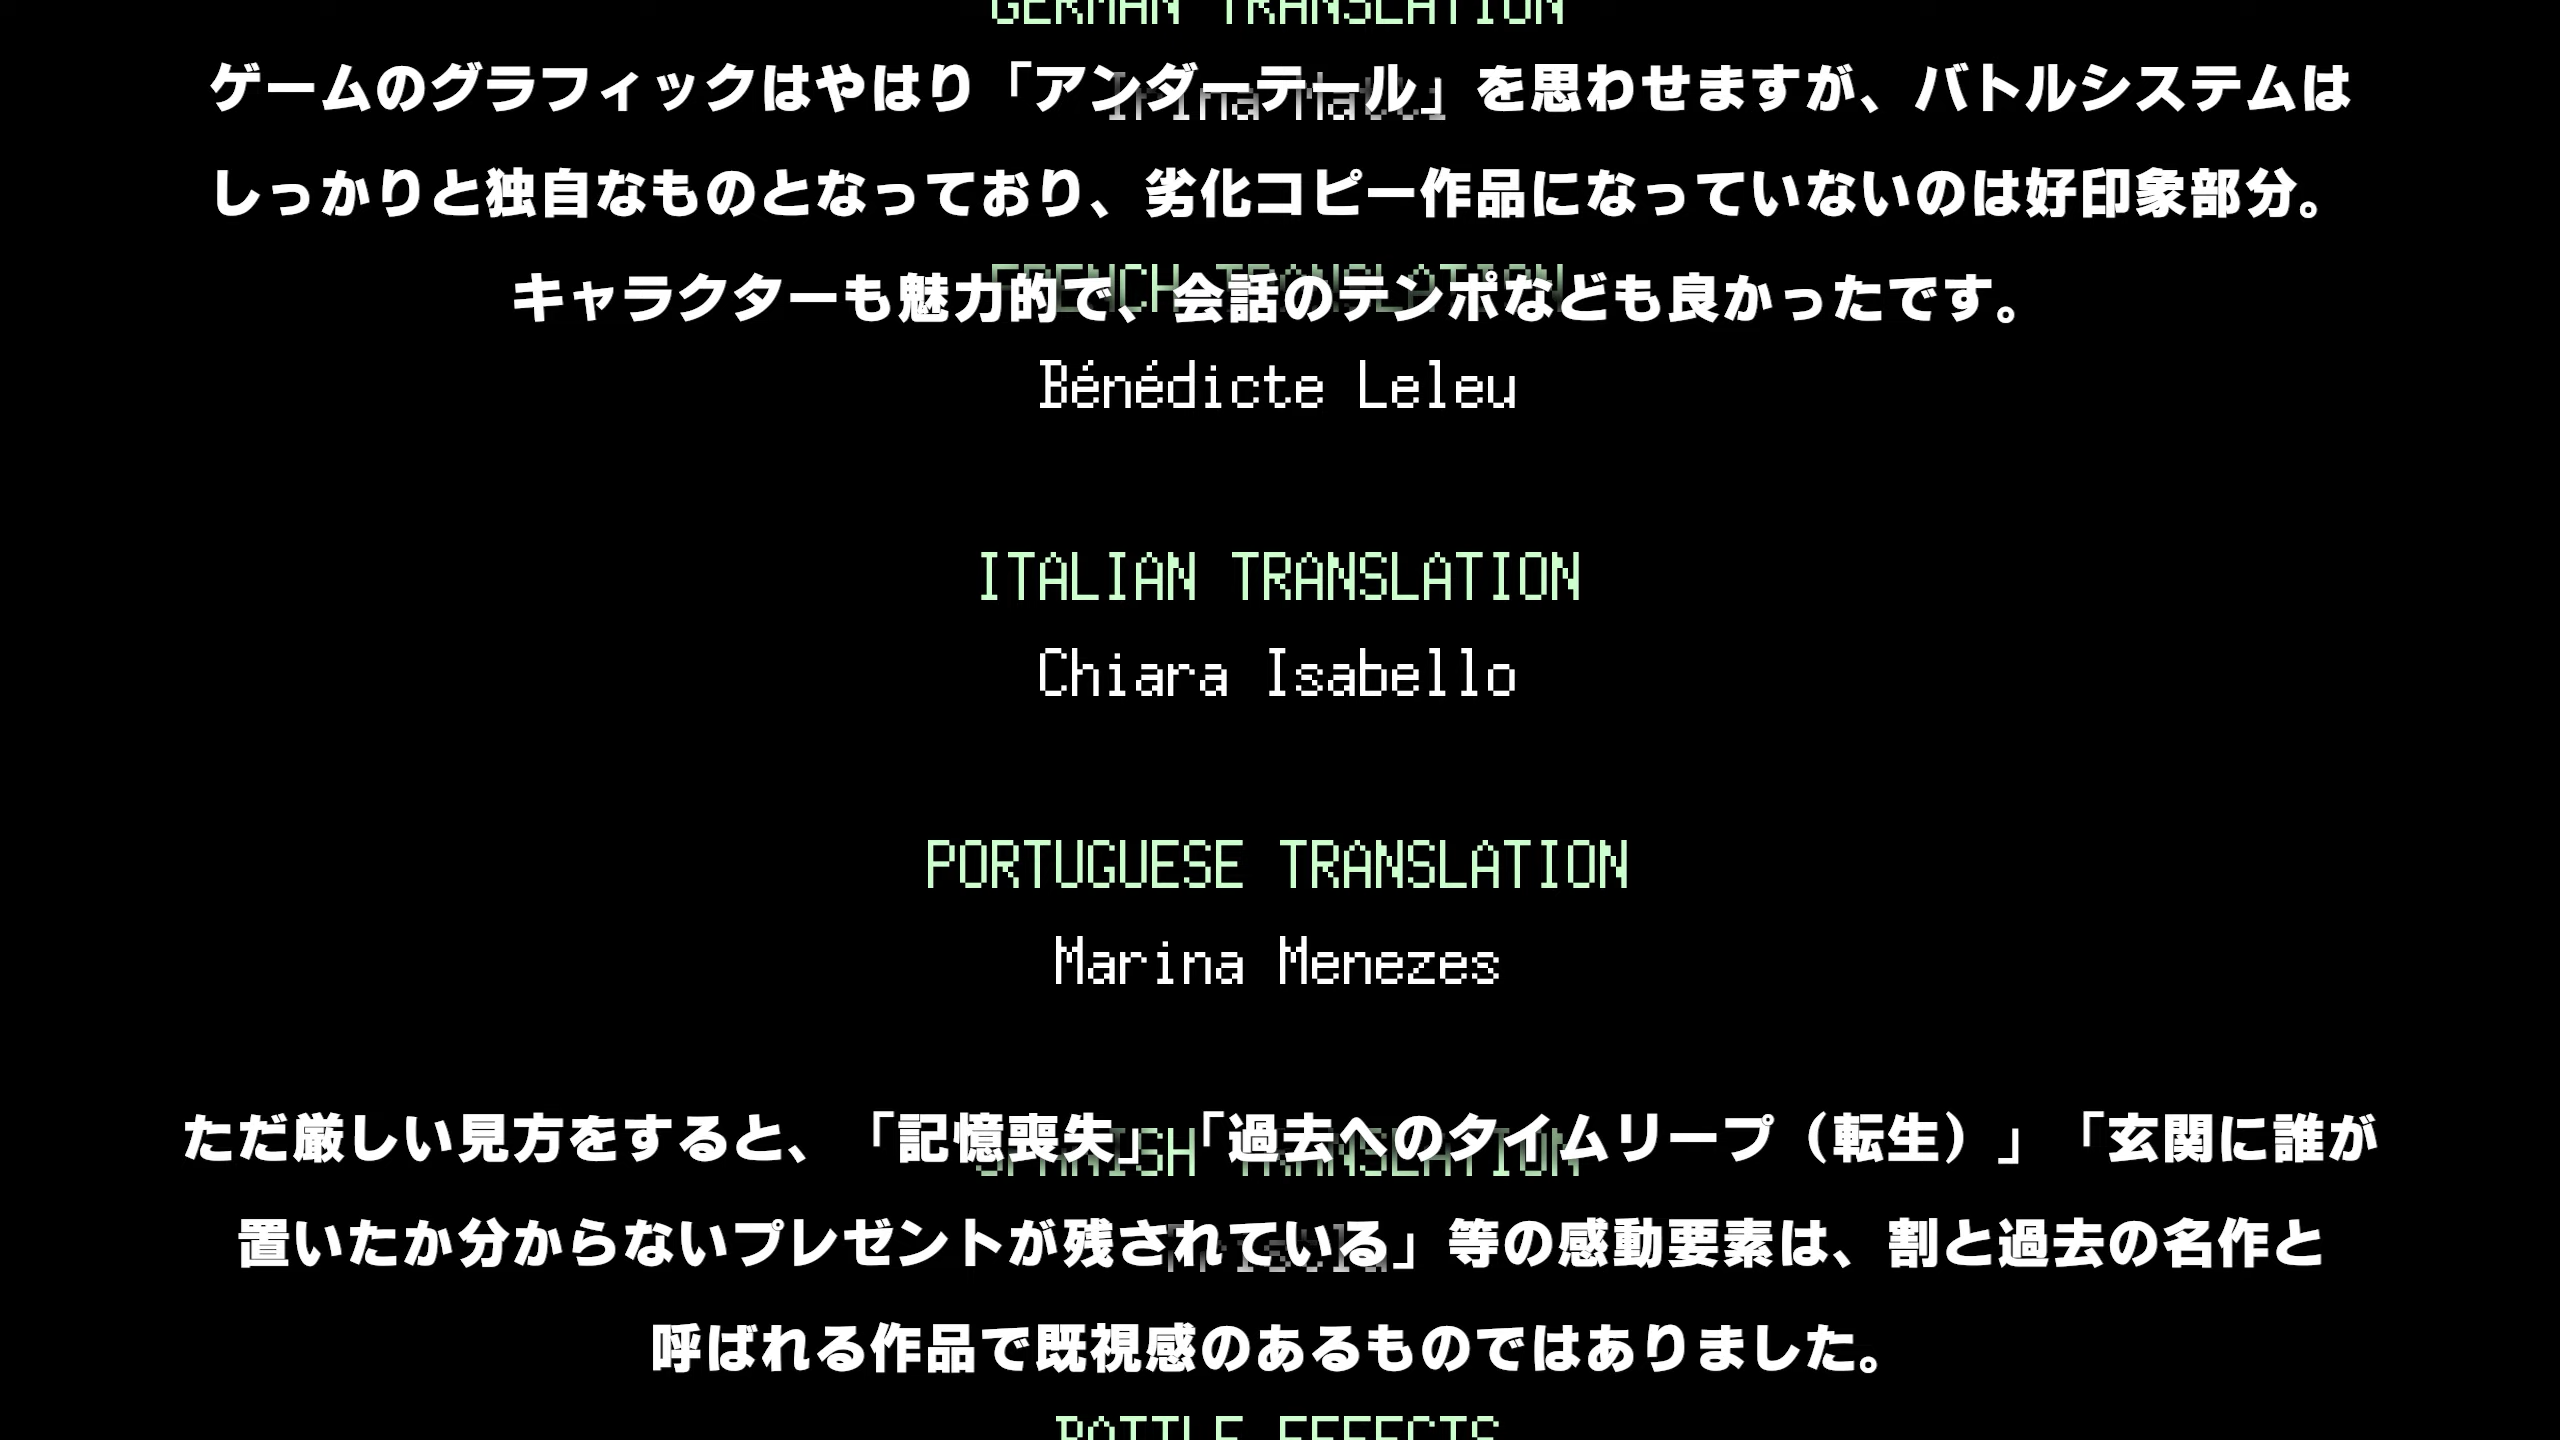 GERMAN TRANSLATION
ゲームのグラフィックはやはり「アンダーテール」を思わせますが、バトルシステムは
しっかりと独自なものとなっており、劣化コピー作品になっていないのは好印象部分。
FRENCH TRANSLATION
キャラクターも魅力的で、会話のテンポなども良かったです。
Bénédicte Leleu
ITALIAN TRANSLATION
Chiara Isabello
PORTUGUESE TRANSLATION
Marina Menezes
ただ厳しい見方をすると、「記憶喪失」「過去へのタイムリープ（転生）」「玄関に誰が
SPANISH TRANSLATION
置いたか分からないプレゼントが残されている」等の感動要素は、割と過去の名作と
呼ばれる作品で既視感のあるものではありました。
BATTLE EFFECTS